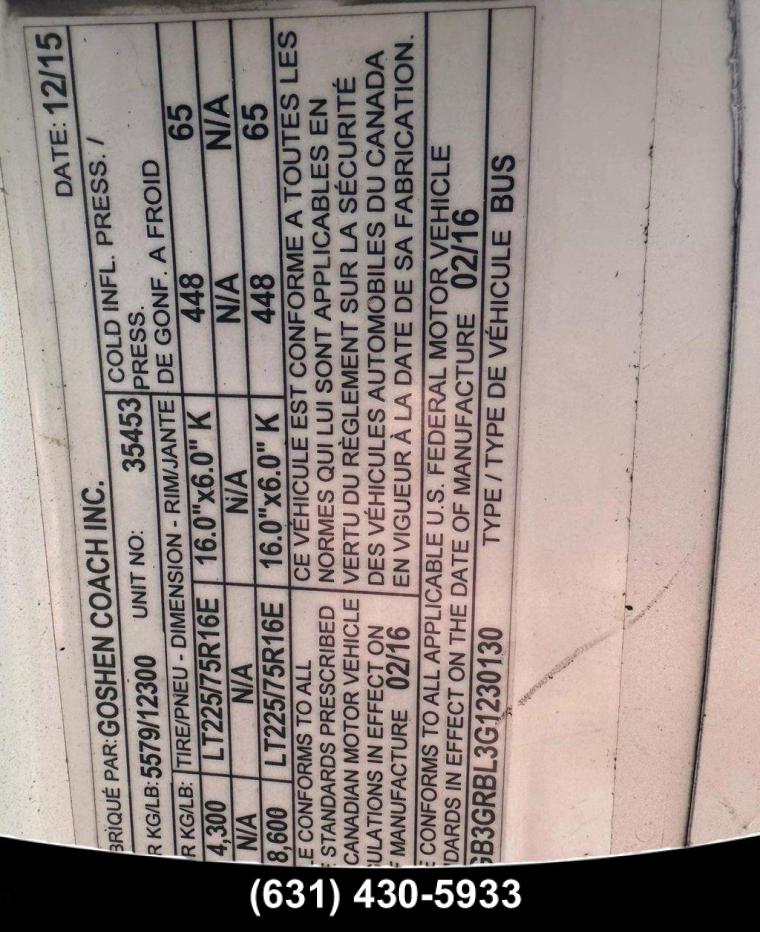 DATE: 12/15
BRIQUÉ PAR: GOSHEN COACH INC.
R KG/LB: 5579/12300 UNIT NO: 35453
COLD INFL. PRESS. /
PRESS.
DE GONF. A FROID
R KG/LB: TIRE/PNEU - DIMENSION - RIM/JANTE
4,300 LT225/75R16E 16.0"x6.0" K 448 65
N/A N/A N/A N/A N/A
8,600 LT225/75R16E 16.0"x6.0" K 448 65
E CONFORMS TO ALL
STANDARDS PRESCRIBED
CANADIAN MOTOR VEHICLE
ULATIONS IN EFFECT ON
MANUFACTURE 02/16
CE VÉHICULE EST CONFORME A TOUTES LES
NORMES QUI LUI SONT APPLICABLES EN
VERTU DU RÈGLEMENT SUR LA SÉCURITÉ
DES VÉHICULES AUTOMOBILES DU CANADA
EN VIGUEUR À LA DATE DE SA FABRICATION.
CONFORMS TO ALL APPLICABLE U.S. FEDERAL MOTOR VEHICLE
DARDS IN EFFECT ON THE DATE OF MANUFACTURE 02/16
GB3GRBL3G1230130 TYPE / TYPE DE VÉHICULE BUS
(631) 430-5933